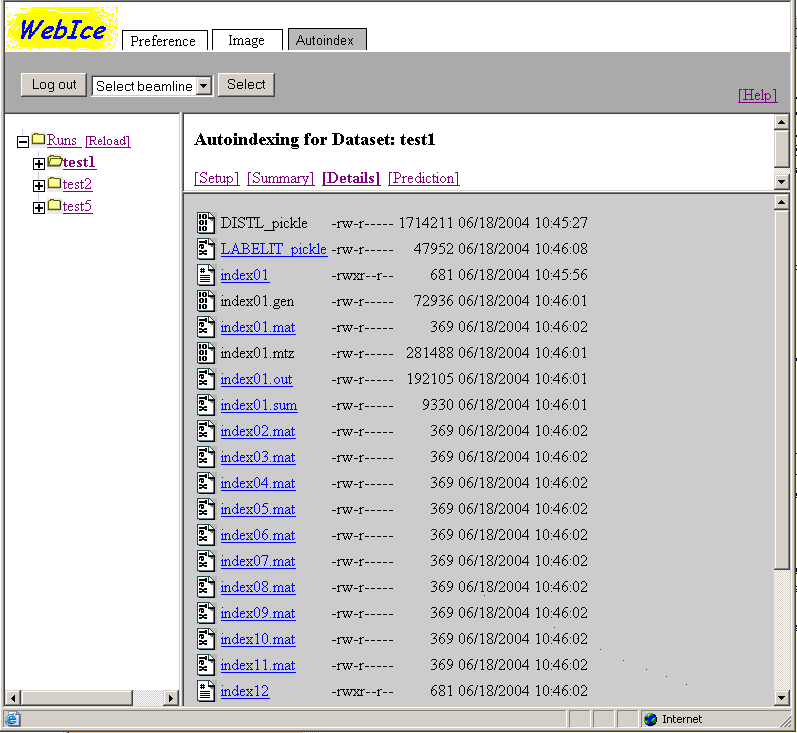 WebIce
Preference Image Autoindex
Log out Select beamline Select
[Help]
Runs [Reload]
test1
test2
test5
Autoindexing for Dataset: test1
[Setup] [Summary] [Details] [Prediction]
DISTL_pickle -rw-r----- 1714211 06/18/2004 10:45:27
LABELIT_pickle -rw-r----- 47952 06/18/2004 10:46:08
index01 -rwxr--r-- 681 06/18/2004 10:45:56
index01.gen -rw-r----- 72936 06/18/2004 10:46:01
index01.mat -rw-r----- 369 06/18/2004 10:46:02
index01.mtz -rw-r----- 281488 06/18/2004 10:46:01
index01.out -rw-r----- 192105 06/18/2004 10:46:01
index01.sum -rw-r----- 9330 06/18/2004 10:46:01
index02.mat -rw-r----- 369 06/18/2004 10:46:02
index03.mat -rw-r----- 369 06/18/2004 10:46:02
index04.mat -rw-r----- 369 06/18/2004 10:46:02
index05.mat -rw-r----- 369 06/18/2004 10:46:02
index06.mat -rw-r----- 369 06/18/2004 10:46:02
index07.mat -rw-r----- 369 06/18/2004 10:46:02
index08.mat -rw-r----- 369 06/18/2004 10:46:02
index09.mat -rw-r----- 369 06/18/2004 10:46:02
index10.mat -rw-r----- 369 06/18/2004 10:46:02
index11.mat -rw-r----- 369 06/18/2004 10:46:02
index12 -rwxr--r-- 681 06/18/2004 10:46:02
Internet